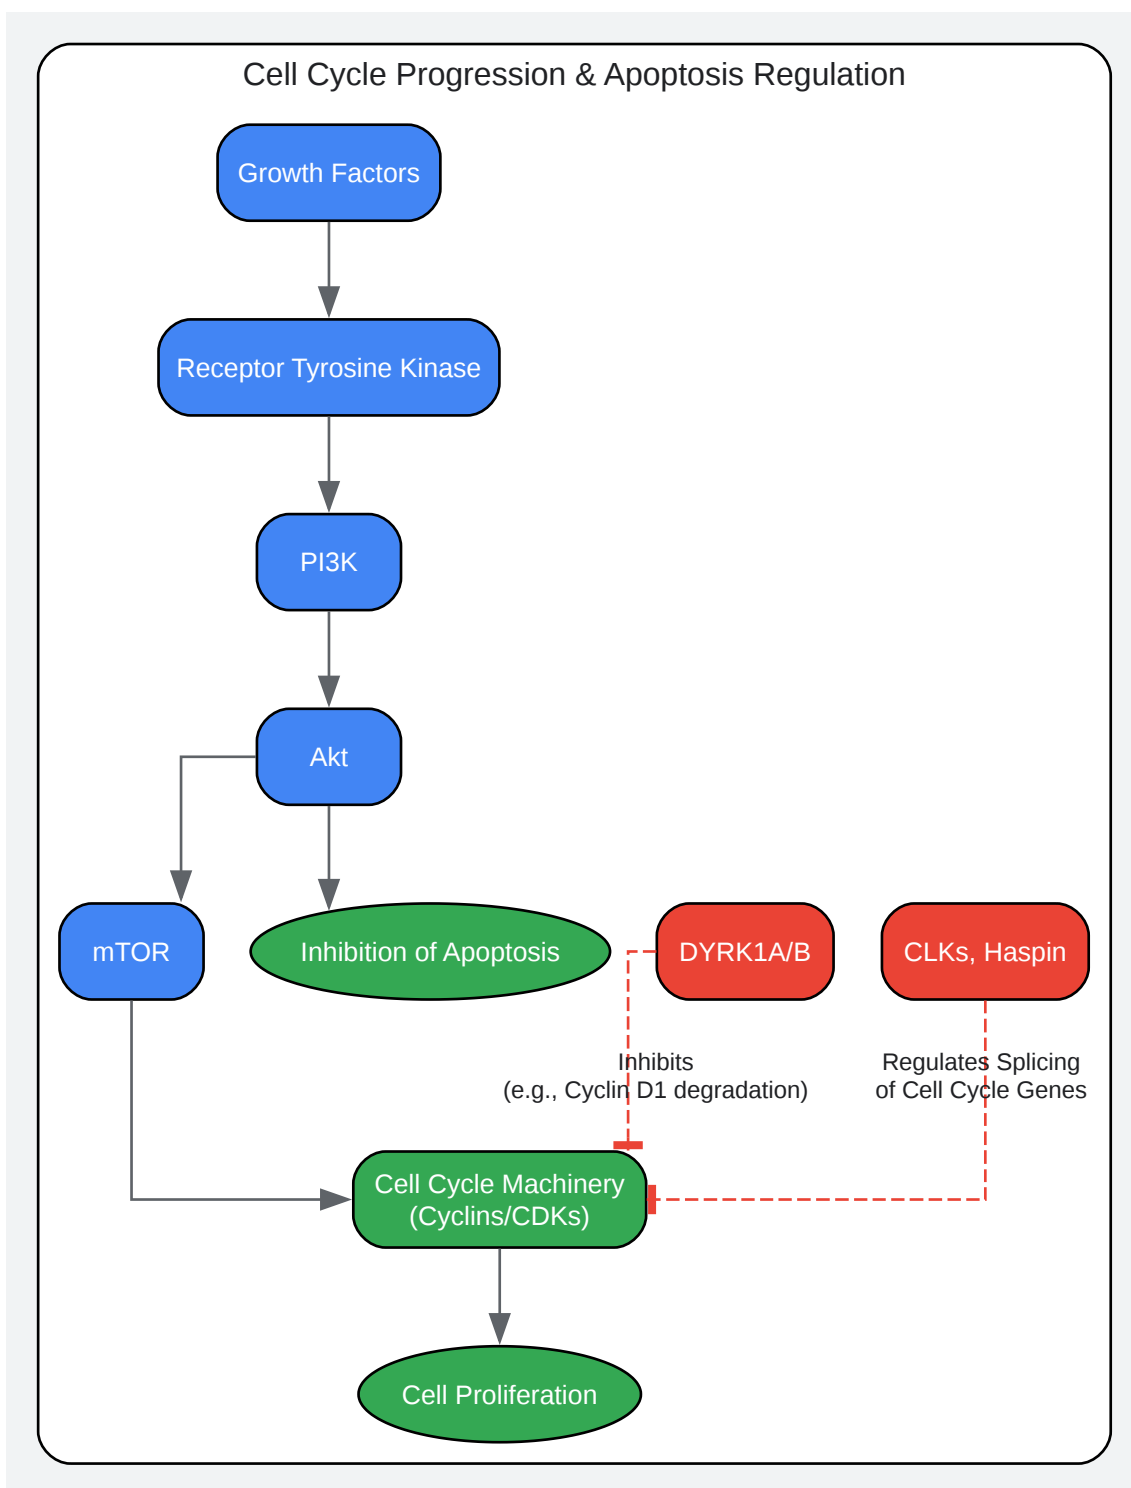 Cell Cycle Progression & Apoptosis Regulation
Growth Factors
Receptor Tyrosine Kinase
PI3K
Akt
mTOR
Inhibition of Apoptosis
DYRK1A/B
CLKs, Haspin
Inhibits
(e.g., Cyclin D1 degradation)
Regulates Splicing
of Cell Cycle Genes
Cell Cycle Machinery
(Cyclins/CDKs)
Cell Proliferation